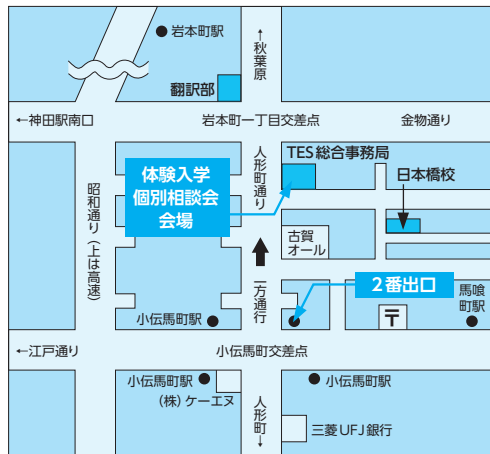 岩本町駅
↑秋葉原
翻訳部
←神田駅南口
岩本町一丁目交差点
金物通り
体験入学
個別相談会
会場
人形町通り
TES総合事務局
日本橋校
昭和通り(上は高速)
古賀
オール
一方通行
2番出口
馬喰
町駅
小伝馬町駅
〒
←江戸通り
小伝馬町交差点
小伝馬町駅
(株)ケーエヌ
人形町↓
小伝馬町駅
三菱UFJ銀行